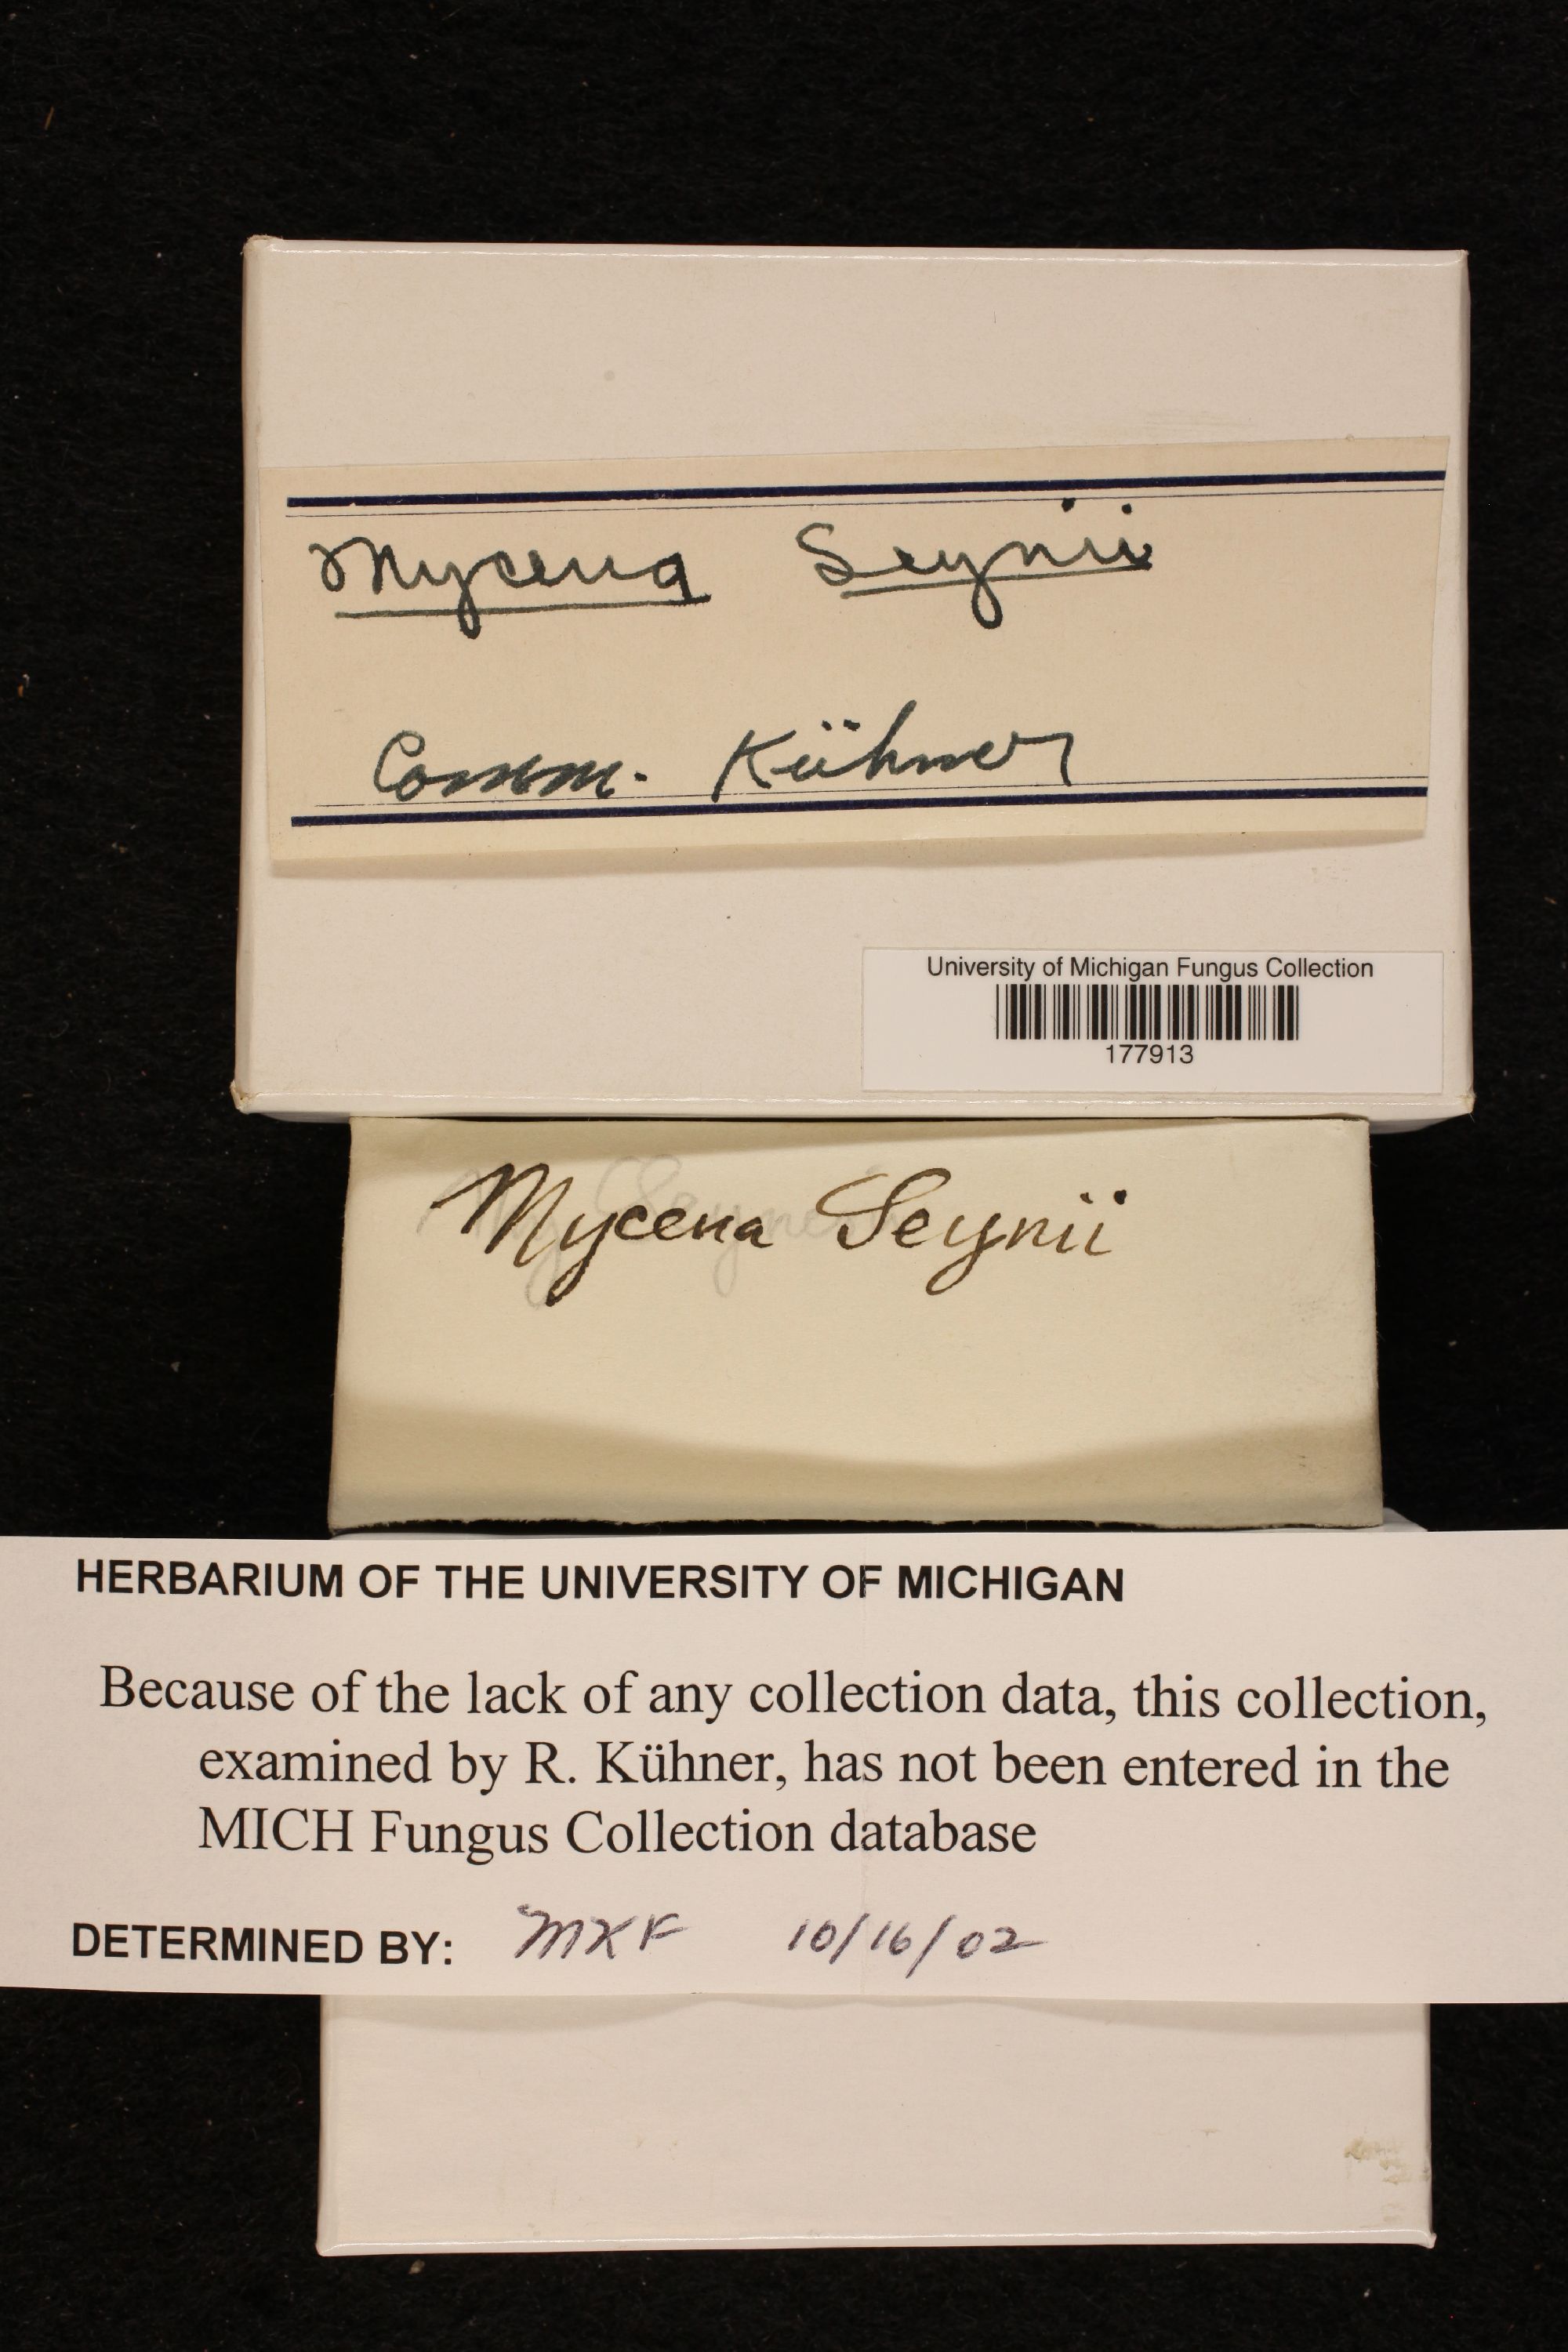 Mycena Seynii
Comm. Kühner
University of Michigan Fungus Collection
177913
Mycena Seynii
HERBARIUM OF THE UNIVERSITY OF MICHIGAN
Because of the lack of any collection data, this collection,
examined by R. Kühner, has not been entered in the
MICH Fungus Collection database
DETERMINED BY: MKF 10/16/02